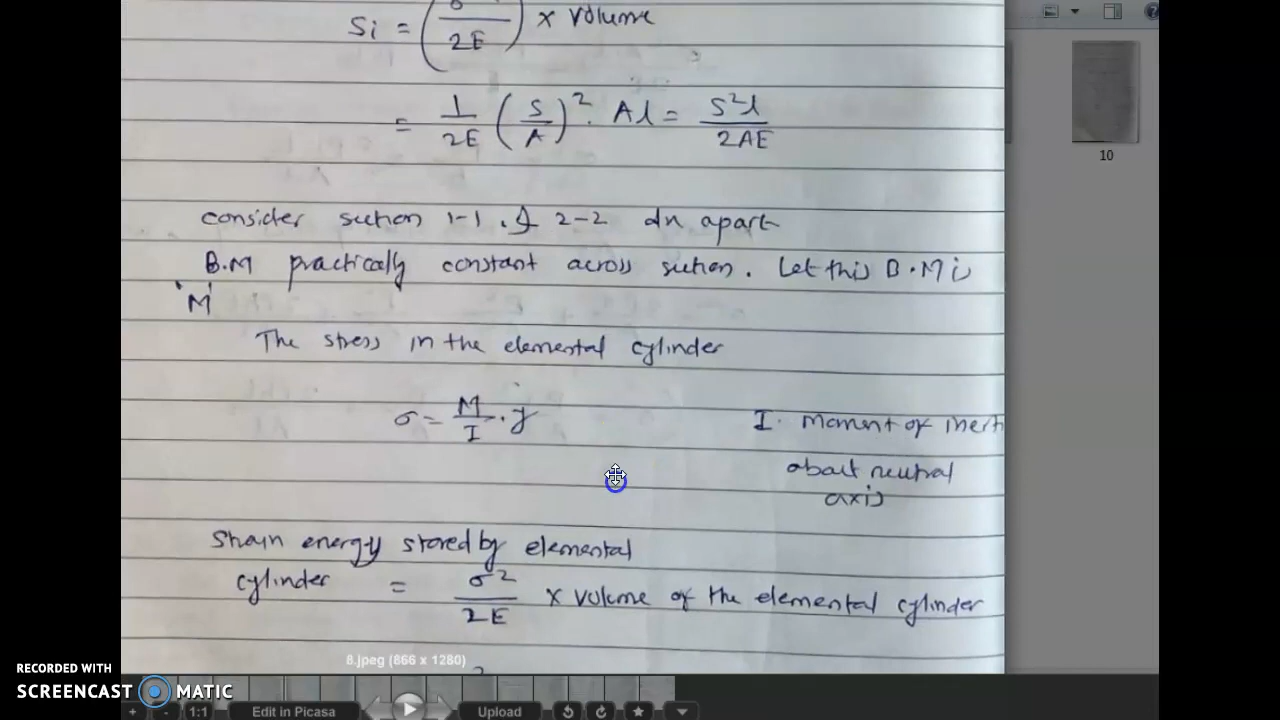 Si = ( σ² / 2E ) x volume
= 1/2E (S/A)² . Al = S²l / 2AE
10
consider section 1-1 & 2-2 dx apart
B.M practically constant across section. Let this B.M is
'M'
The stress in the elemental cylinder
σ = M/I . y
I. Moment of inerti
about neutral
axis
Strain energy stored by elemental
cylinder = σ²/2E x volume of the elemental cylinder
8.jpeg (866 x 1280)
RECORDED WITH
SCREENCAST MATIC
+ - 1:1 Edit in Picasa Upload